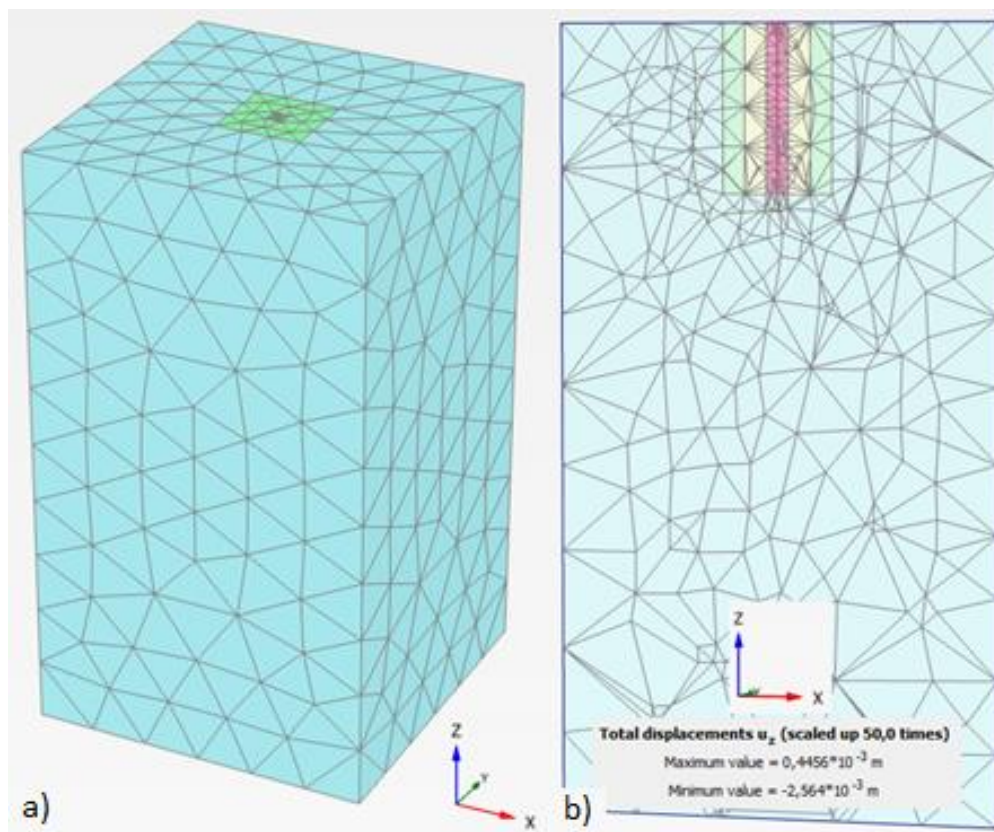 Z
Y
X
a)
Z
X
Total displacements u_z (scaled up 50,0 times)
Maximum value = 0,4456*10^-3 m
Minimum value = -2,564*10^-3 m
b)